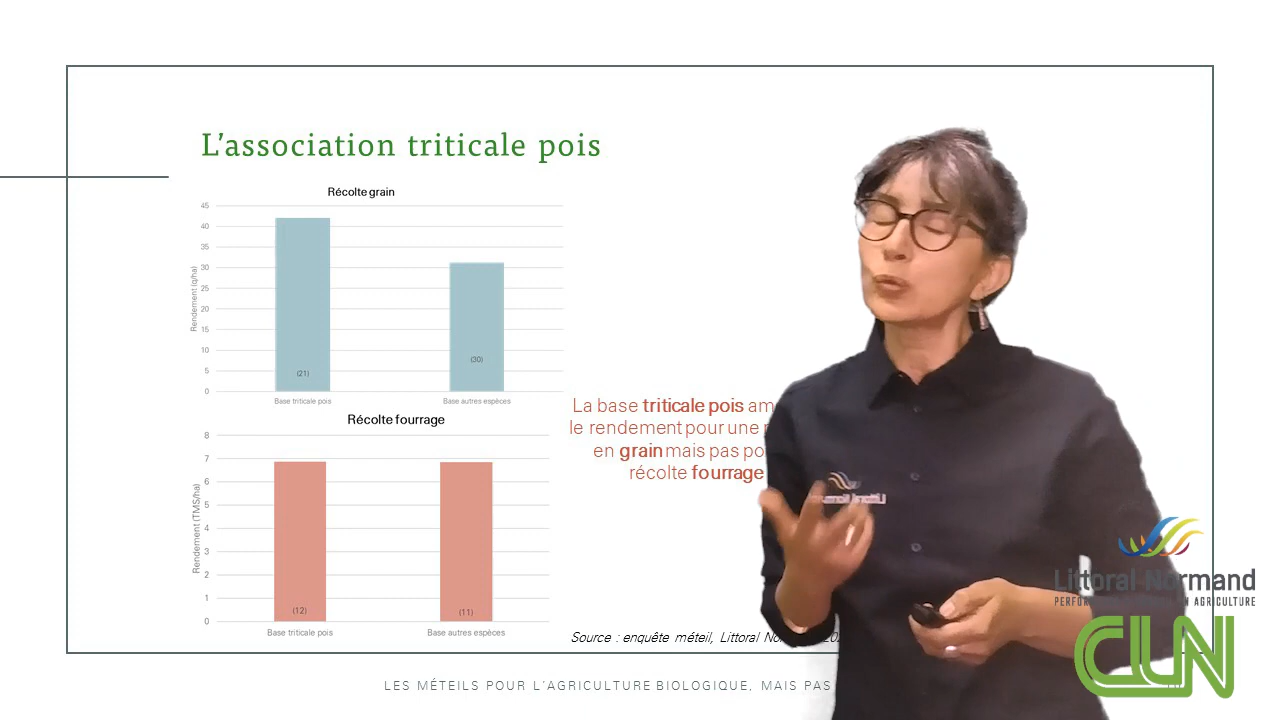 L'association triticale pois
Récolte grain
45
40
35
30
25
20
15
10
5
0
Rendement (q/ha)
(21)
(30)
Base triticale pois
Base autres espèces
Récolte fourrage
8
7
6
5
4
3
2
1
0
Rendement (TMS/ha)
(12)
(11)
Base triticale pois
Base autres espèces
La base triticale pois am
le rendement pour une
en grain mais pas po
récolte fourrage
Source : enquête méteil, Littoral
LES MÉTEILS POUR L'AGRICULTURE BIOLOGIQUE, MAIS PAS
Littoral Normand
AGRICULTURE
CLN